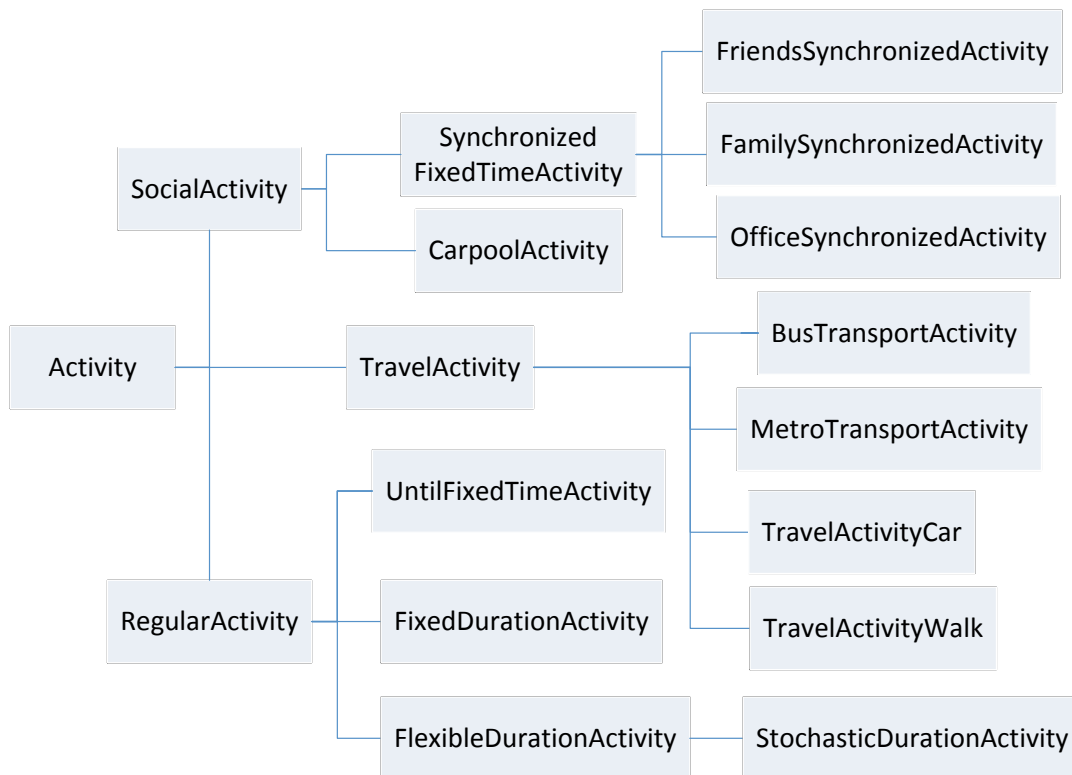 FriendsSynchronizedActivity
Synchronized
FixedTimeActivity
FamilySynchronizedActivity
SocialActivity
OfficeSynchronizedActivity
CarpoolActivity
BusTransportActivity
Activity
TravelActivity
MetroTransportActivity
UntilFixedTimeActivity
TravelActivityCar
RegularActivity
FixedDurationActivity
TravelActivityWalk
FlexibleDurationActivity
StochasticDurationActivity